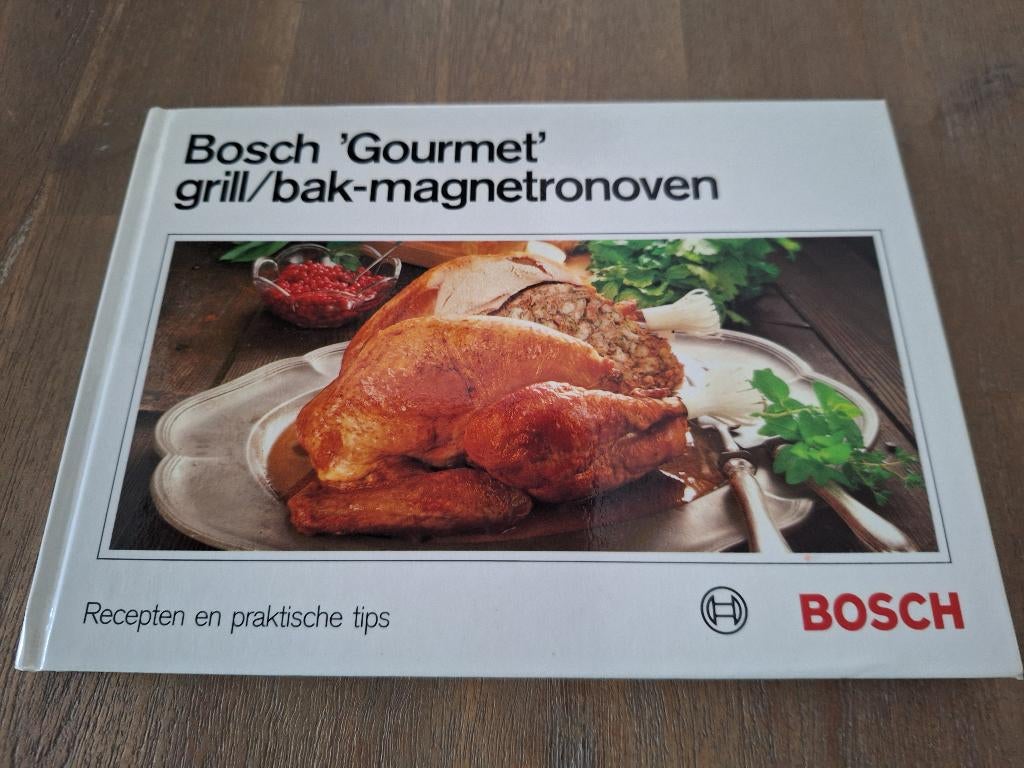 Bosch 'Gourmet'
grill/bak-magnetronoven
Recepten en praktische tips
BOSCH